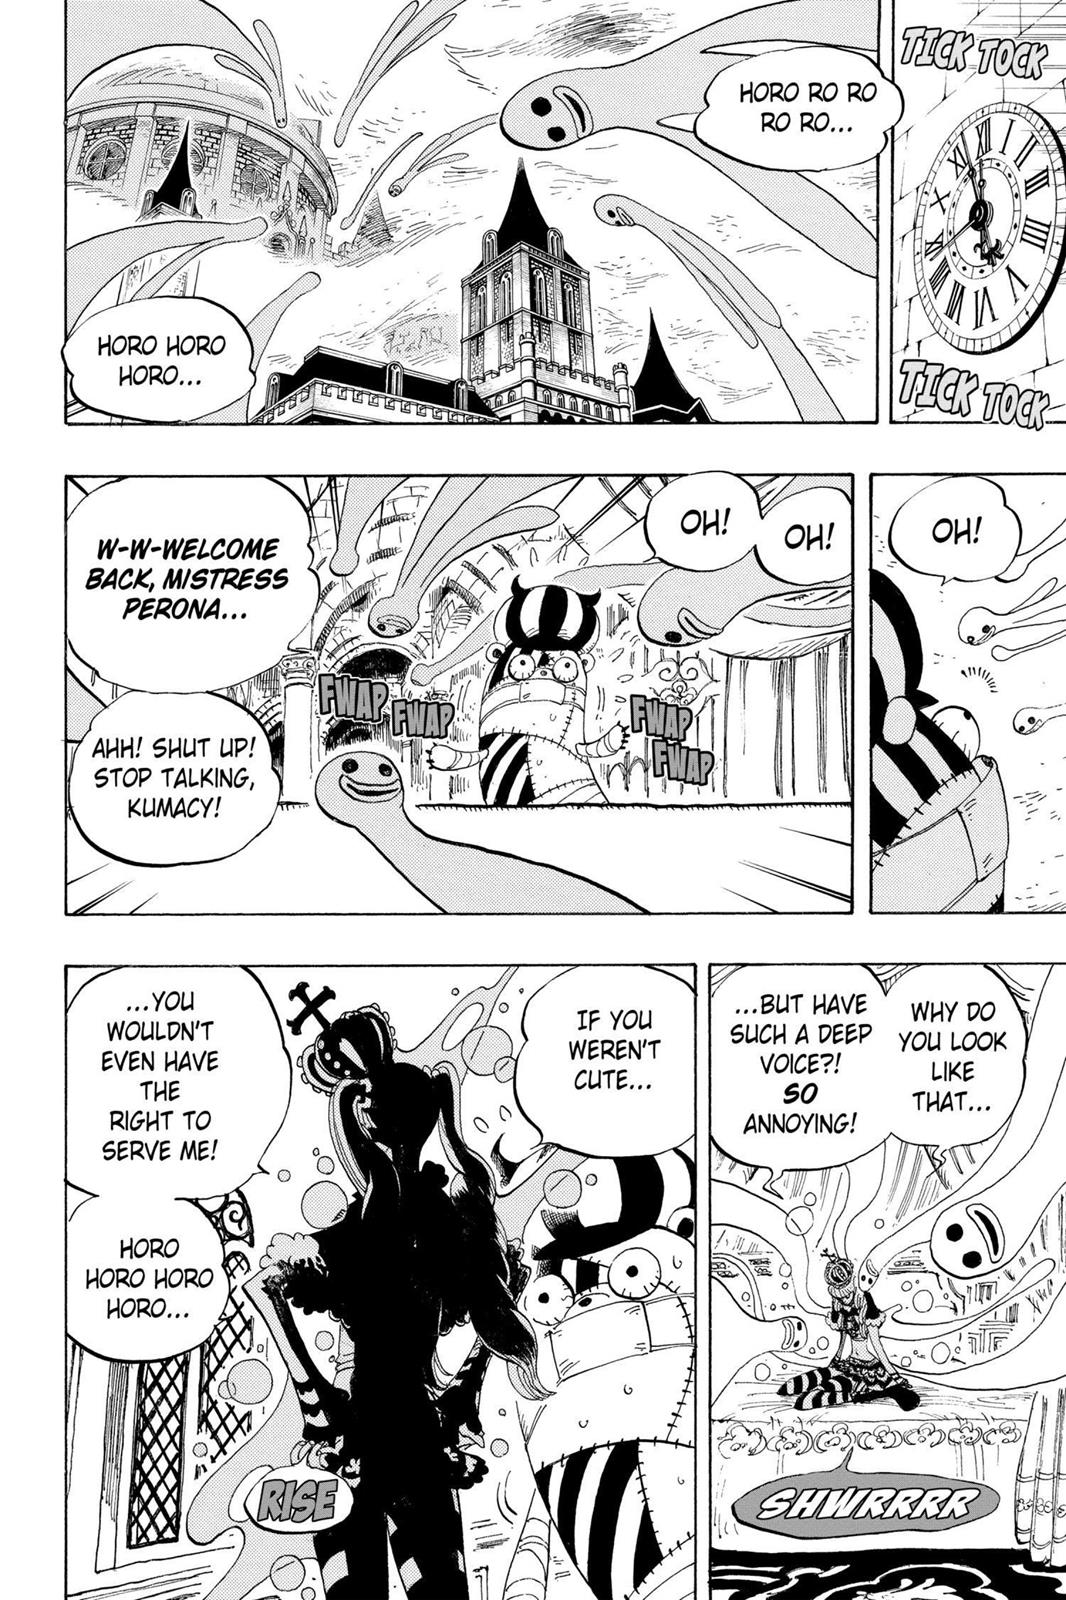 TICK TOCK
TICK TOCK
HORO RO RO
RO RO...
HORO HORO
HORO...
OH!
OH!
OH!
W-W-WELCOME
BACK, MISTRESS
PERONA...
FWAP
FWAP
FWAP
FWAP
AHH! SHUT UP!
STOP TALKING,
KUMACY!
WHY DO
YOU LOOK
LIKE
THAT...
...BUT HAVE
SUCH A DEEP
VOICE?!
SO
ANNOYING!
SHWRRRR
IF YOU
WEREN'T
CUTE...
...YOU
WOULDN'T
EVEN HAVE
THE
RIGHT TO
SERVE ME!
HORO
HORO HORO
HORO...
RISE